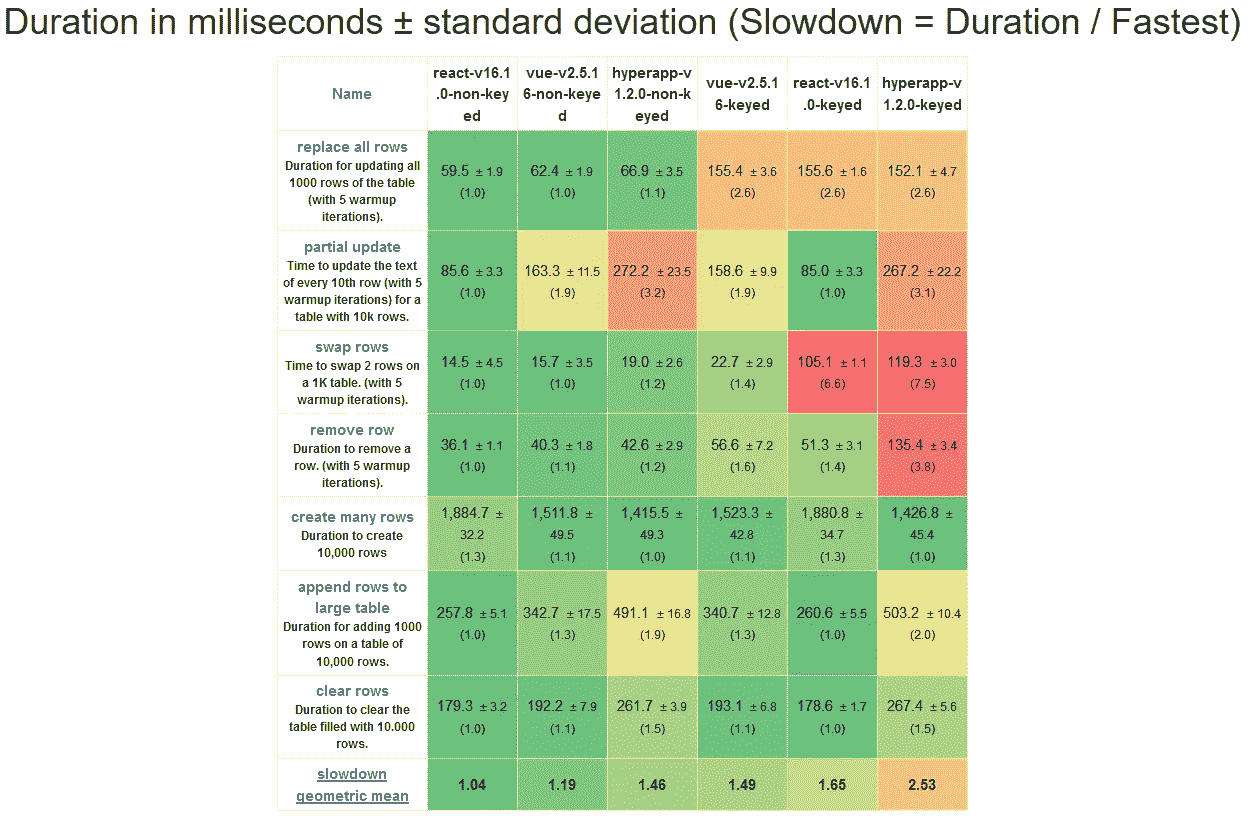 Duration in milliseconds ± standard deviation (Slowdown = Duration / Fastest)
Name
react-v16.1
.0-non-key
ed
vue-v2.5.1
6-non-keye
d
hyperapp-v
1.2.0-non-k
eyed
vue-v2.5.1
6-keyed
react-v16.1
.0-keyed
hyperapp-v
1.2.0-keyed
replace all rows
Duration for updating all
1000 rows of the table
(with 5 warmup
iterations).
59.5 ± 1.9
(1.0)
62.4 ± 1.9
(1.0)
66.9 ± 3.5
(1.1)
155.4 ± 3.6
(2.6)
155.6 ± 1.6
(2.6)
152.1 ± 4.7
(2.6)
partial update
Time to update the text
of every 10th row (with 5
warmup iterations) for a
table with 10k rows.
85.6 ± 3.3
(1.0)
163.3 ± 11.5
(1.9)
272.2 ± 23.5
(3.2)
158.6 ± 9.9
(1.9)
85.0 ± 3.3
(1.0)
267.2 ± 22.2
(3.1)
swap rows
Time to swap 2 rows on
a 1K table. (with 5
warmup iterations).
14.5 ± 4.5
(1.0)
15.7 ± 3.5
(1.0)
19.0 ± 2.6
(1.2)
22.7 ± 2.9
(1.4)
105.1 ± 1.1
(6.6)
119.3 ± 3.0
(7.5)
remove row
Duration to remove a
row. (with 5 warmup
iterations).
36.1 ± 1.1
(1.0)
40.3 ± 1.8
(1.1)
42.6 ± 2.9
(1.2)
56.6 ± 7.2
(1.6)
51.3 ± 3.1
(1.4)
135.4 ± 3.4
(3.8)
create many rows
Duration to create
10,000 rows
1,884.7 ±
32.2
(1.3)
1,511.8 ±
49.5
(1.1)
1,415.5 ±
49.3
(1.0)
1,523.3 ±
42.8
(1.1)
1,880.8 ±
34.7
(1.3)
1,426.8 ±
45.4
(1.0)
append rows to
large table
Duration for adding 1000
rows on a table of
10,000 rows.
257.8 ± 5.1
(1.0)
342.7 ± 17.5
(1.3)
491.1 ± 16.8
(1.9)
340.7 ± 12.8
(1.3)
260.6 ± 5.5
(1.0)
503.2 ± 10.4
(2.0)
clear rows
Duration to clear the
table filled with 10.000
rows.
179.3 ± 3.2
(1.0)
192.2 ± 7.9
(1.1)
261.7 ± 3.9
(1.5)
193.1 ± 6.8
(1.1)
178.6 ± 1.7
(1.0)
267.4 ± 5.6
(1.5)
slowdown
geometric mean
1.04
1.19
1.46
1.49
1.65
2.53